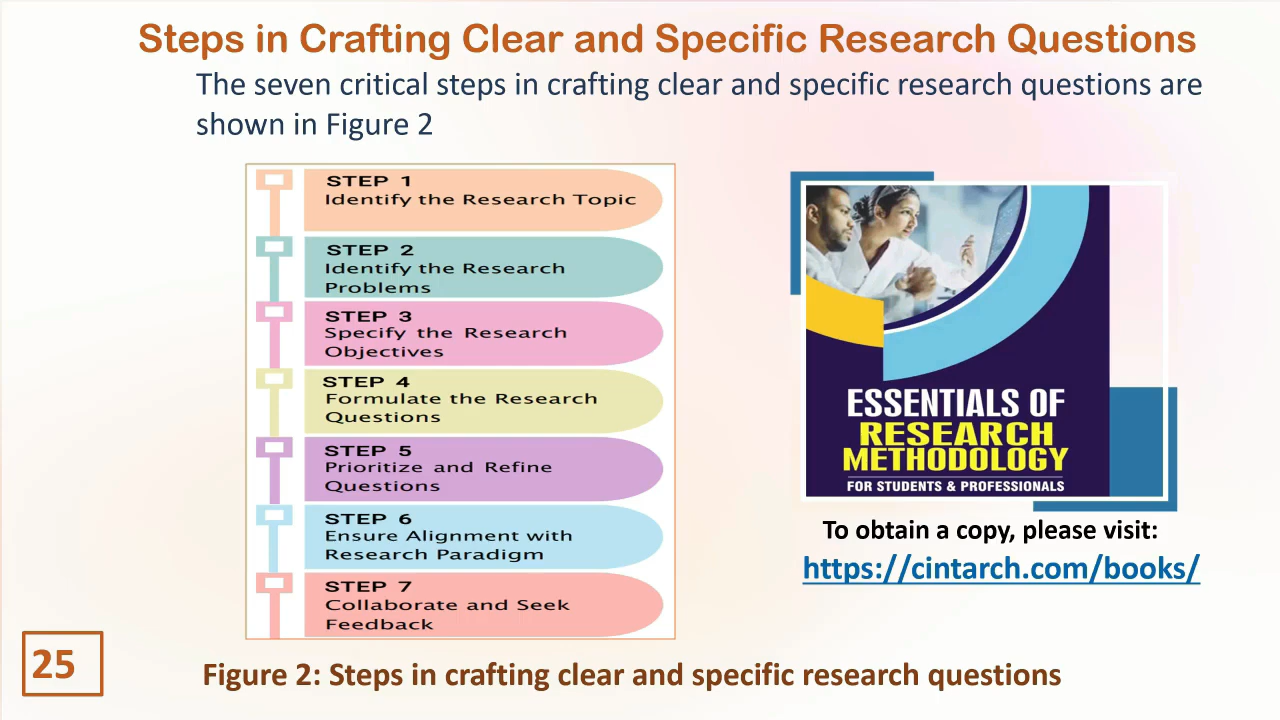 Steps in Crafting Clear and Specific Research Questions
The seven critical steps in crafting clear and specific research questions are
shown in Figure 2
STEP 1
Identify the Research Topic
STEP 2
Identify the Research
Problems
STEP 3
Specify the Research
Objectives
STEP 4
Formulate the Research
Questions
STEP 5
Prioritize and Refine
Questions
STEP 6
Ensure Alignment with
Research Paradigm
STEP 7
Collaborate and Seek
Feedback
ESSENTIALS OF
RESEARCH
METHODOLOGY
FOR STUDENTS & PROFESSIONALS
To obtain a copy, please visit:
https://cintarch.com/books/
25
Figure 2: Steps in crafting clear and specific research questions